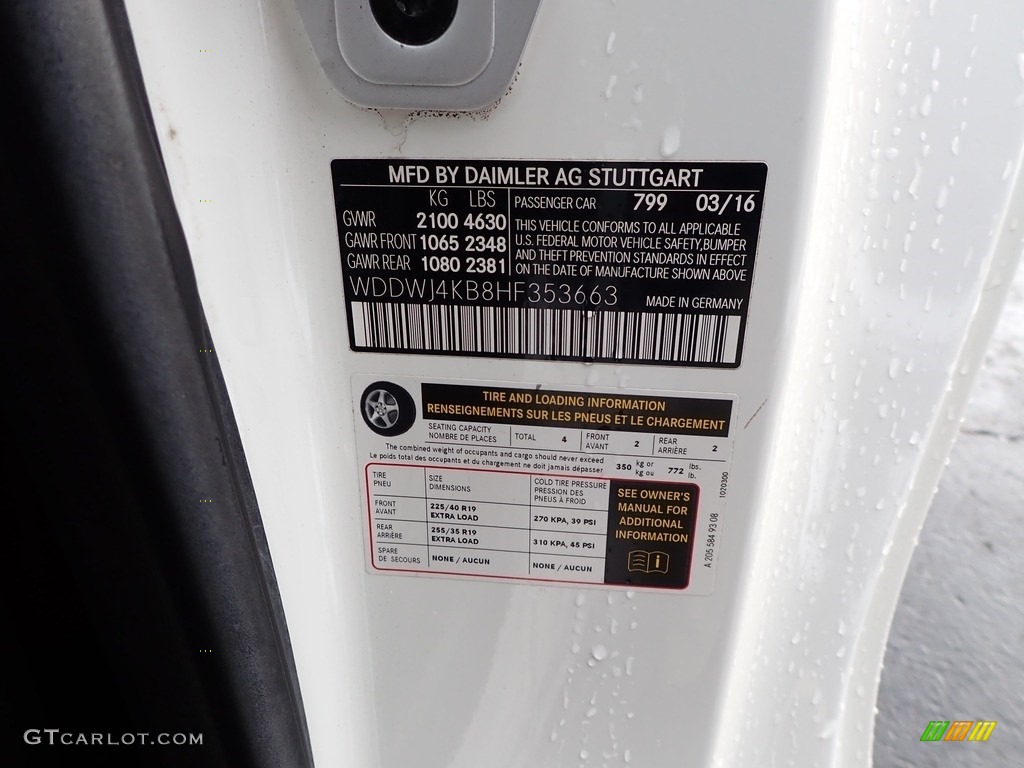 MFD BY DAIMLER AG STUTTGART
KG LBS
GVWR 2100 4630
GAWR FRONT 1065 2348
GAWR REAR 1080 2381
PASSENGER CAR 799 03/16
THIS VEHICLE CONFORMS TO ALL APPLICABLE
U.S. FEDERAL MOTOR VEHICLE SAFETY, BUMPER
AND THEFT PREVENTION STANDARDS IN EFFECT
ON THE DATE OF MANUFACTURE SHOWN ABOVE
WDDWJ4KB8HF353663 MADE IN GERMANY
TIRE AND LOADING INFORMATION
RENSEIGNEMENTS SUR LES PNEUS ET LE CHARGEMENT
SEATING CAPACITY
NOMBRE DE PLACES
TOTAL 4
FRONT
AVANT 2
REAR
ARRIÈRE 2
The combined weight of occupants and cargo should never exceed
Le poids total des occupants et du chargement ne doit jamais dépasser
350 kg or
kg ou
772 lbs.
lb.
TIRE
PNEU
SIZE
DIMENSIONS
COLD TIRE PRESSURE
PRESSION DES
PNEUS À FROID
FRONT
AVANT
225/40 R19
EXTRA LOAD
270 KPA, 39 PSI
REAR
ARRIÈRE
255/35 R19
EXTRA LOAD
310 KPA, 45 PSI
SPARE
DE SECOURS
NONE / AUCUN
NONE / AUCUN
SEE OWNER'S
MANUAL FOR
ADDITIONAL
INFORMATION
i
A 205 584 93 08
1020300
GTCARLOT.COM